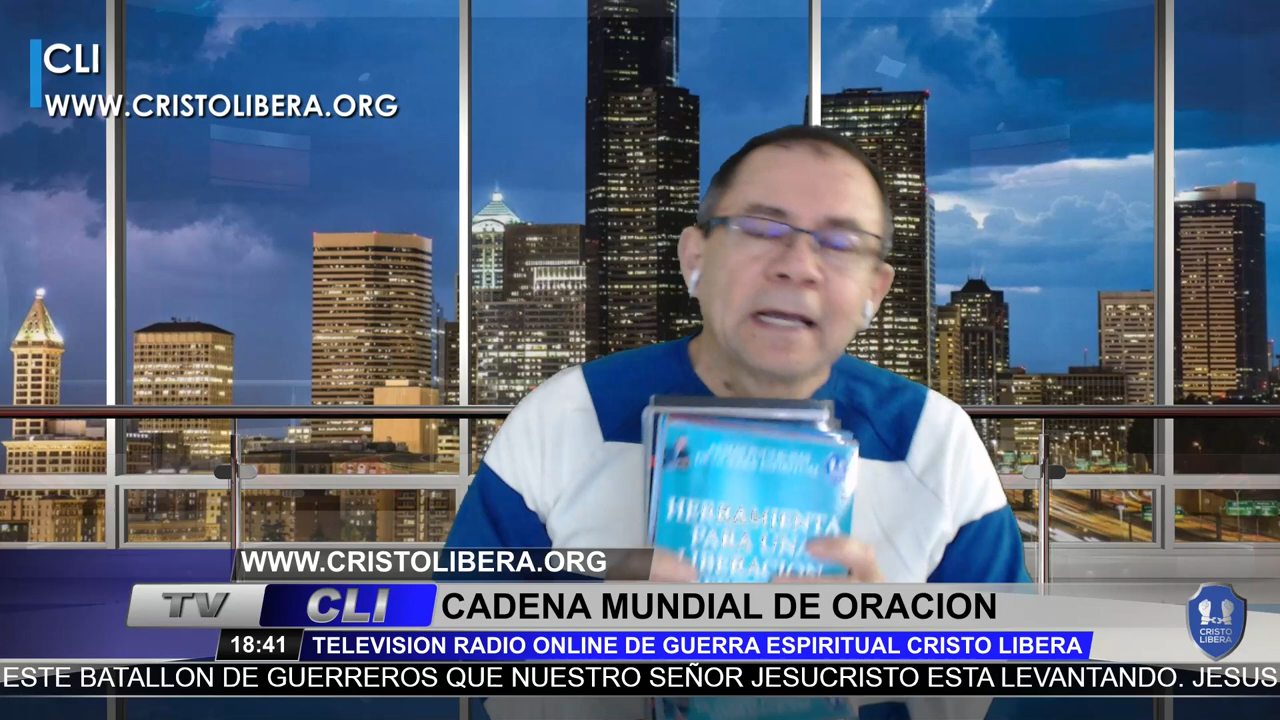 CLI
WWW.CRISTOLIBERA.ORG
HERRAMIENTA
PARA UNA
LIBERACION
WWW.CRISTOLIBERA.ORG
TV CLI CADENA MUNDIAL DE ORACION
18:41 TELEVISION RADIO ONLINE DE GUERRA ESPIRITUAL CRISTO LIBERA
CRISTO
LIBERA
ESTE BATALLON DE GUERREROS QUE NUESTRO SEÑOR JESUCRISTO ESTA LEVANTANDO. JESUS